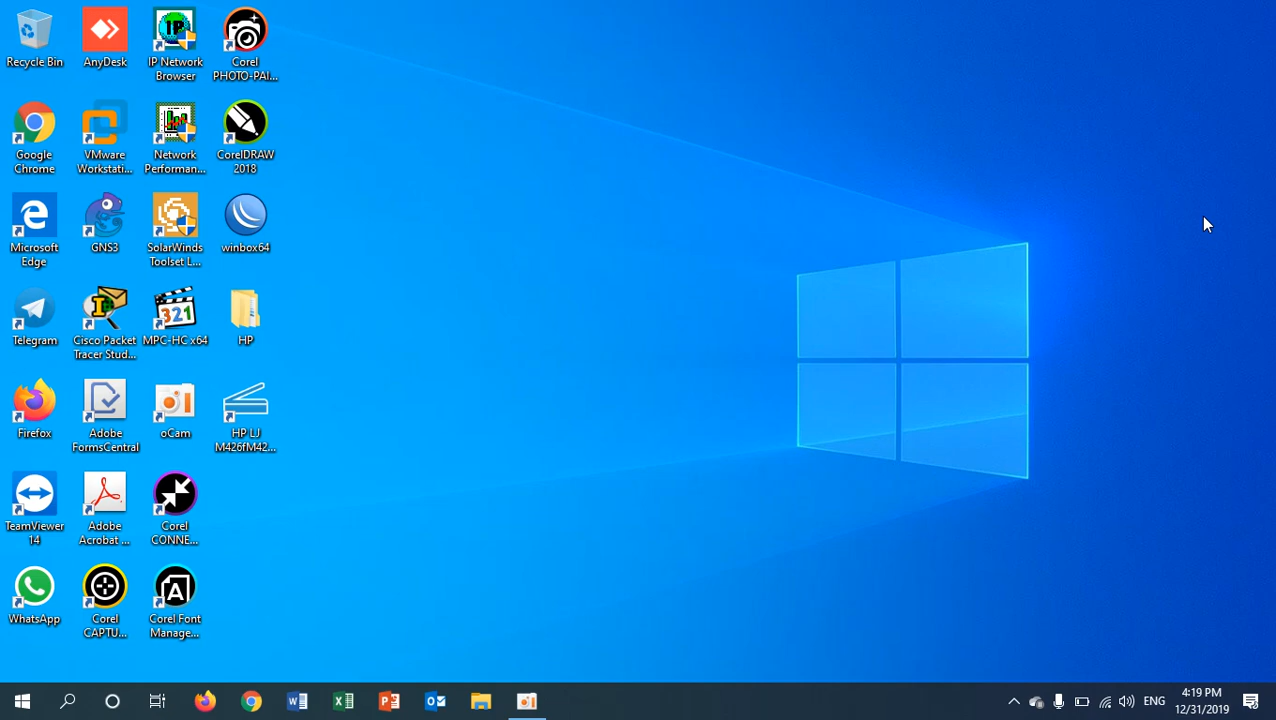 Recycle Bin
AnyDesk
IP Network
Browser
Corel
PHOTO-PAI...
Google
Chrome
VMware
Workstati...
Network
Performan...
CorelDRAW
2018
Microsoft
Edge
GNS3
SolarWinds
Toolset L...
winbox64
Telegram
Cisco Packet
Tracer Stud...
MPC-HC x64
HP
Firefox
Adobe
FormsCentral
oCam
HP LJ
M426fM42...
TeamViewer
14
Adobe
Acrobat ...
Corel
CONNE...
WhatsApp
Corel
CAPTU...
Corel Font
Manage...
ENG
4:19 PM
12/31/2019